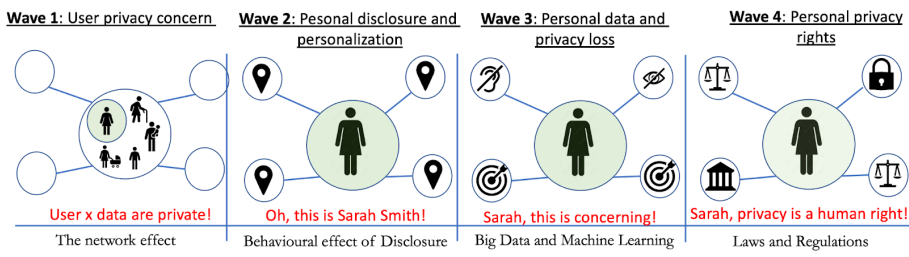 Wave 1: User privacy concern
Wave 2: Pesonal disclosure and
personalization
Wave 3: Personal data and
privacy loss
Wave 4: Personal privacy
rights
User x data are private!
Oh, this is Sarah Smith!
Sarah, this is concerning!
Sarah, privacy is a human right!
The network effect
Behavioural effect of Disclosure
Big Data and Machine Learning
Laws and Regulations